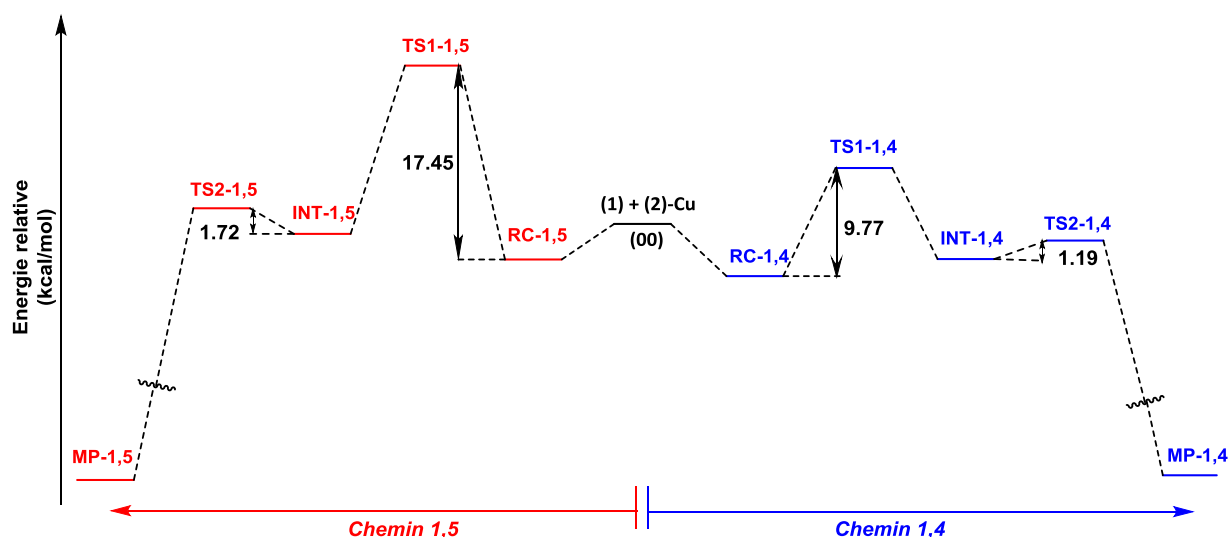 TS1-1,5
TS1-1,4
17.45
TS2-1,5
INT-1,5
(1) + (2)-Cu
TS2-1,4
1.72
RC-1,5
(00)
9.77
INT-1,4
RC-1,4
1.19
Energie relative
(kcal/mol)
MP-1,5
MP-1,4
Chemin 1,5
Chemin 1,4